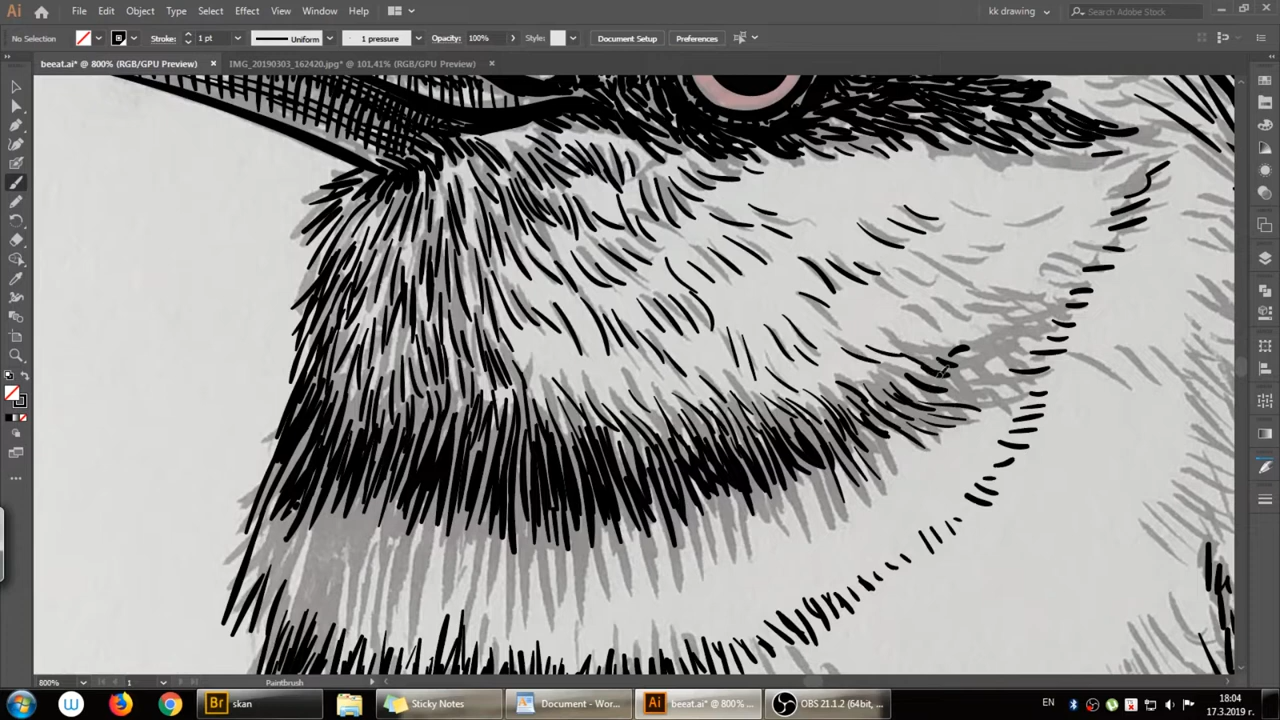 Ai File Edit Object Type Select Effect View Window Help kk drawing Search Adobe Stock
No Selection Stroke: 1 pt Uniform 1 pressure Opacity: 100% Style: Document Setup Preferences
beeat.ai* @ 800% (RGB/GPU Preview) × IMG_20190303_162420.jpg* @ 101,41% (RGB/GPU Preview) ×
800% 1 Paintbrush
W Br skan Sticky Notes Document - Wor... Ai beeat.ai* @ 800% ... OBS 21.1.2 (64bit, ... EN 18:04
17.3.2019 г.